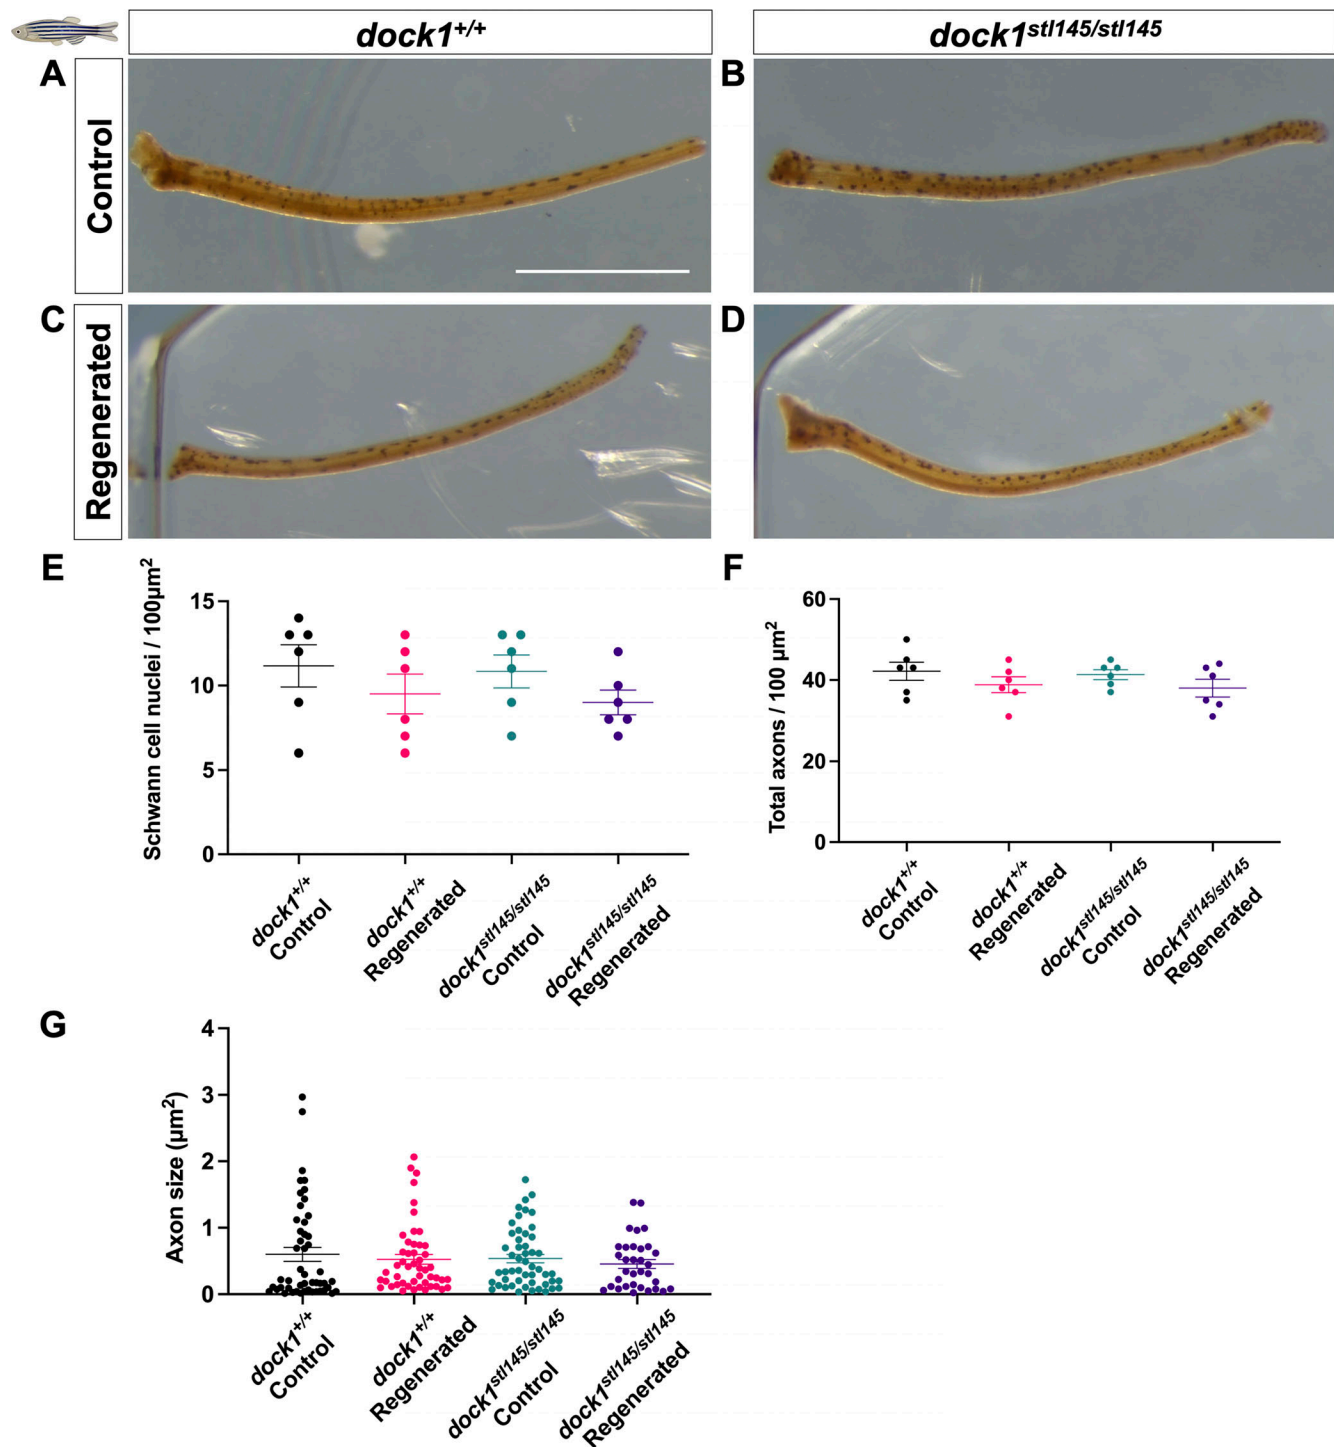 dock1+/+
dock1stl145/stl145
A
B
Control
C
D
Regenerated
E
Schwann cell nuclei / 100µm2
15
10
5
0
dock1+/+
Control
dock1+/+
Regenerated
dock1stl145/stl145
Control
dock1stl145/stl145
Regenerated
F
Total axons / 100 µm2
60
40
20
0
dock1+/+
Control
dock1+/+
Regenerated
dock1stl145/stl145
Control
dock1stl145/stl145
Regenerated
G
Axon size (µm2)
4
3
2
1
0
dock1+/+
Control
dock1+/+
Regenerated
dock1stl145/stl145
Control
dock1stl145/stl145
Regenerated